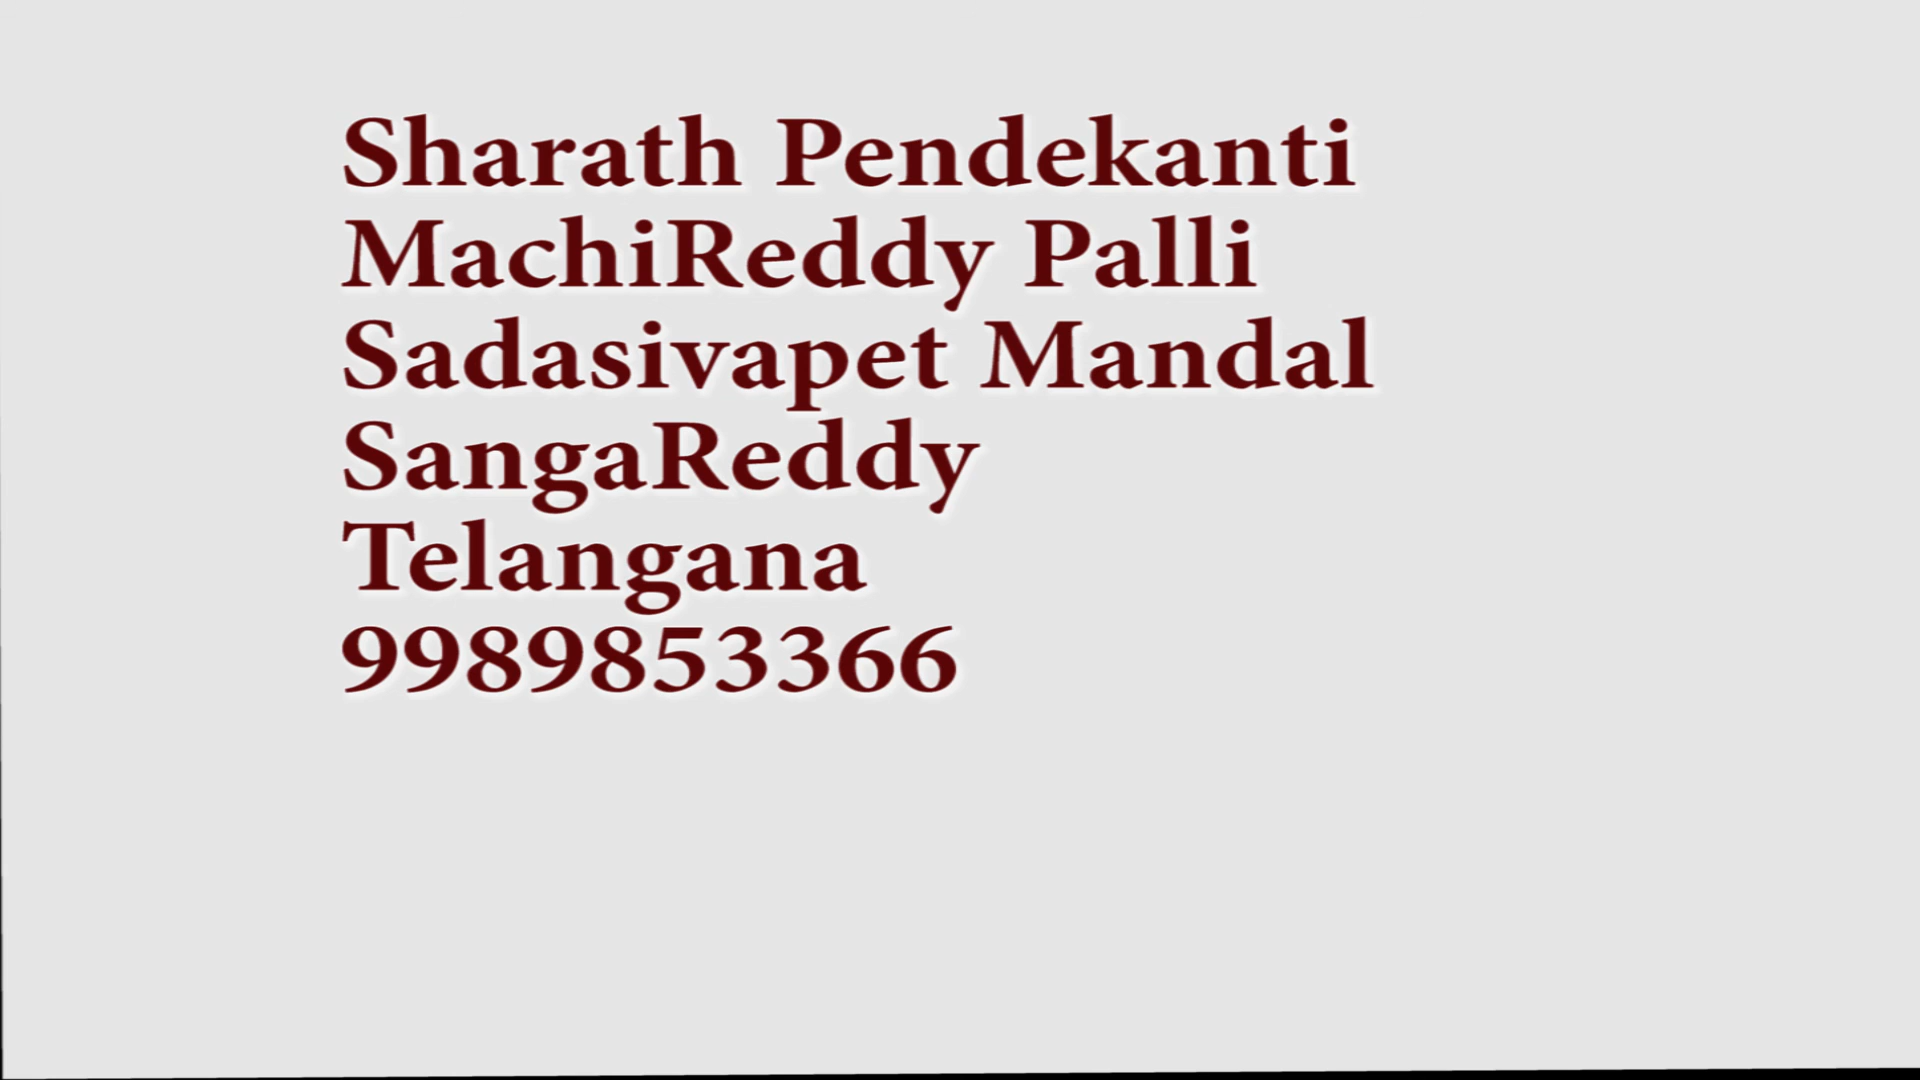 Sharath Pendekanti
MachiReddy Palli
Sadasivapet Mandal
SangaReddy
Telangana
9989853366